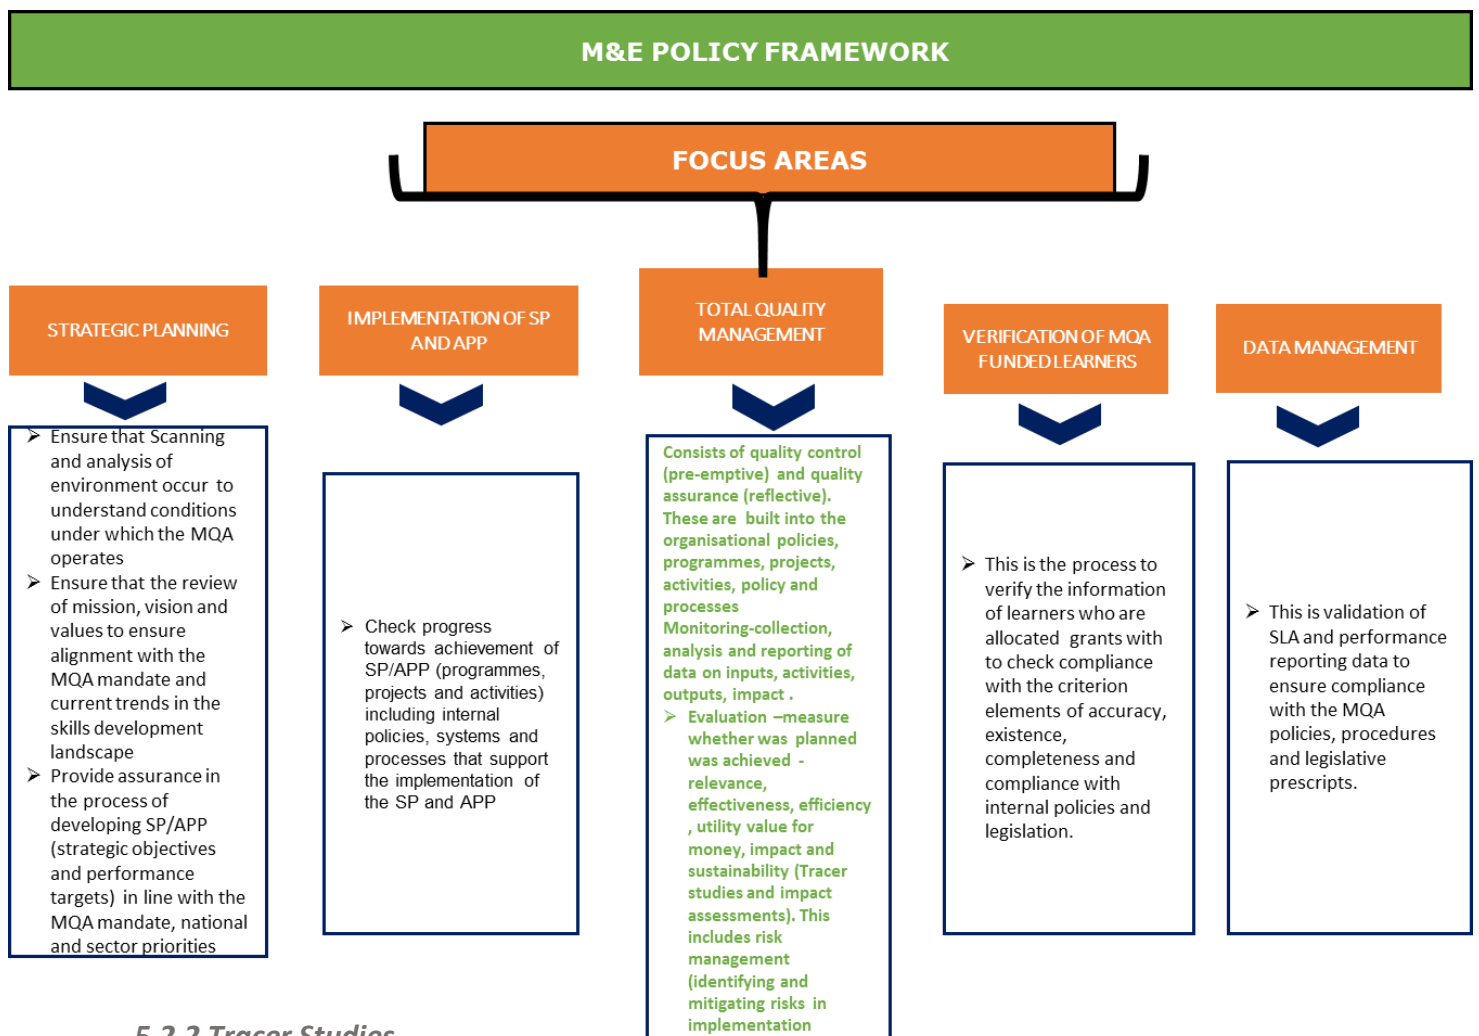 M&E POLICY FRAMEWORK
FOCUS AREAS
STRATEGIC PLANNING
➢ Ensure that Scanning
and analysis of
environment occur to
understand conditions
under which the MQA
operates
➢ Ensure that the review
of mission, vision and
values to ensure
alignment with the
MQA mandate and
current trends in the
skills development
landscape
➢ Provide assurance in
the process of
developing SP/APP
(strategic objectives
and performance
targets) in line with the
MQA mandate, national
and sector priorities
IMPLEMENTATION OF SP
AND APP
➢ Check progress
towards achievement of
SP/APP (programmes,
projects and activities)
including internal
policies, systems and
processes that support
the implementation of
the SP and APP
TOTAL QUALITY
MANAGEMENT
Consists of quality control
(pre-emptive) and quality
assurance (reflective).
These are built into the
organisational policies,
programmes, projects,
activities, policy and
processes
Monitoring-collection,
analysis and reporting of
data on inputs, activities,
outputs, impact .
➢ Evaluation –measure
whether was planned
was achieved -
relevance,
effectiveness, efficiency
, utility value for
money, impact and
sustainability (Tracer
studies and impact
assessments). This
includes risk
management
(identifying and
mitigating risks in
implementation
VERIFICATION OF MQA
FUNDED LEARNERS
➢ This is the process to
verify the information
of learners who are
allocated grants with
to check compliance
with the criterion
elements of accuracy,
existence,
completeness and
compliance with
internal policies and
legislation.
DATA MANAGEMENT
➢ This is validation of
SLA and performance
reporting data to
ensure compliance
with the MQA
policies, procedures
and legislative
prescripts.
5.2.2 Tracer Studies